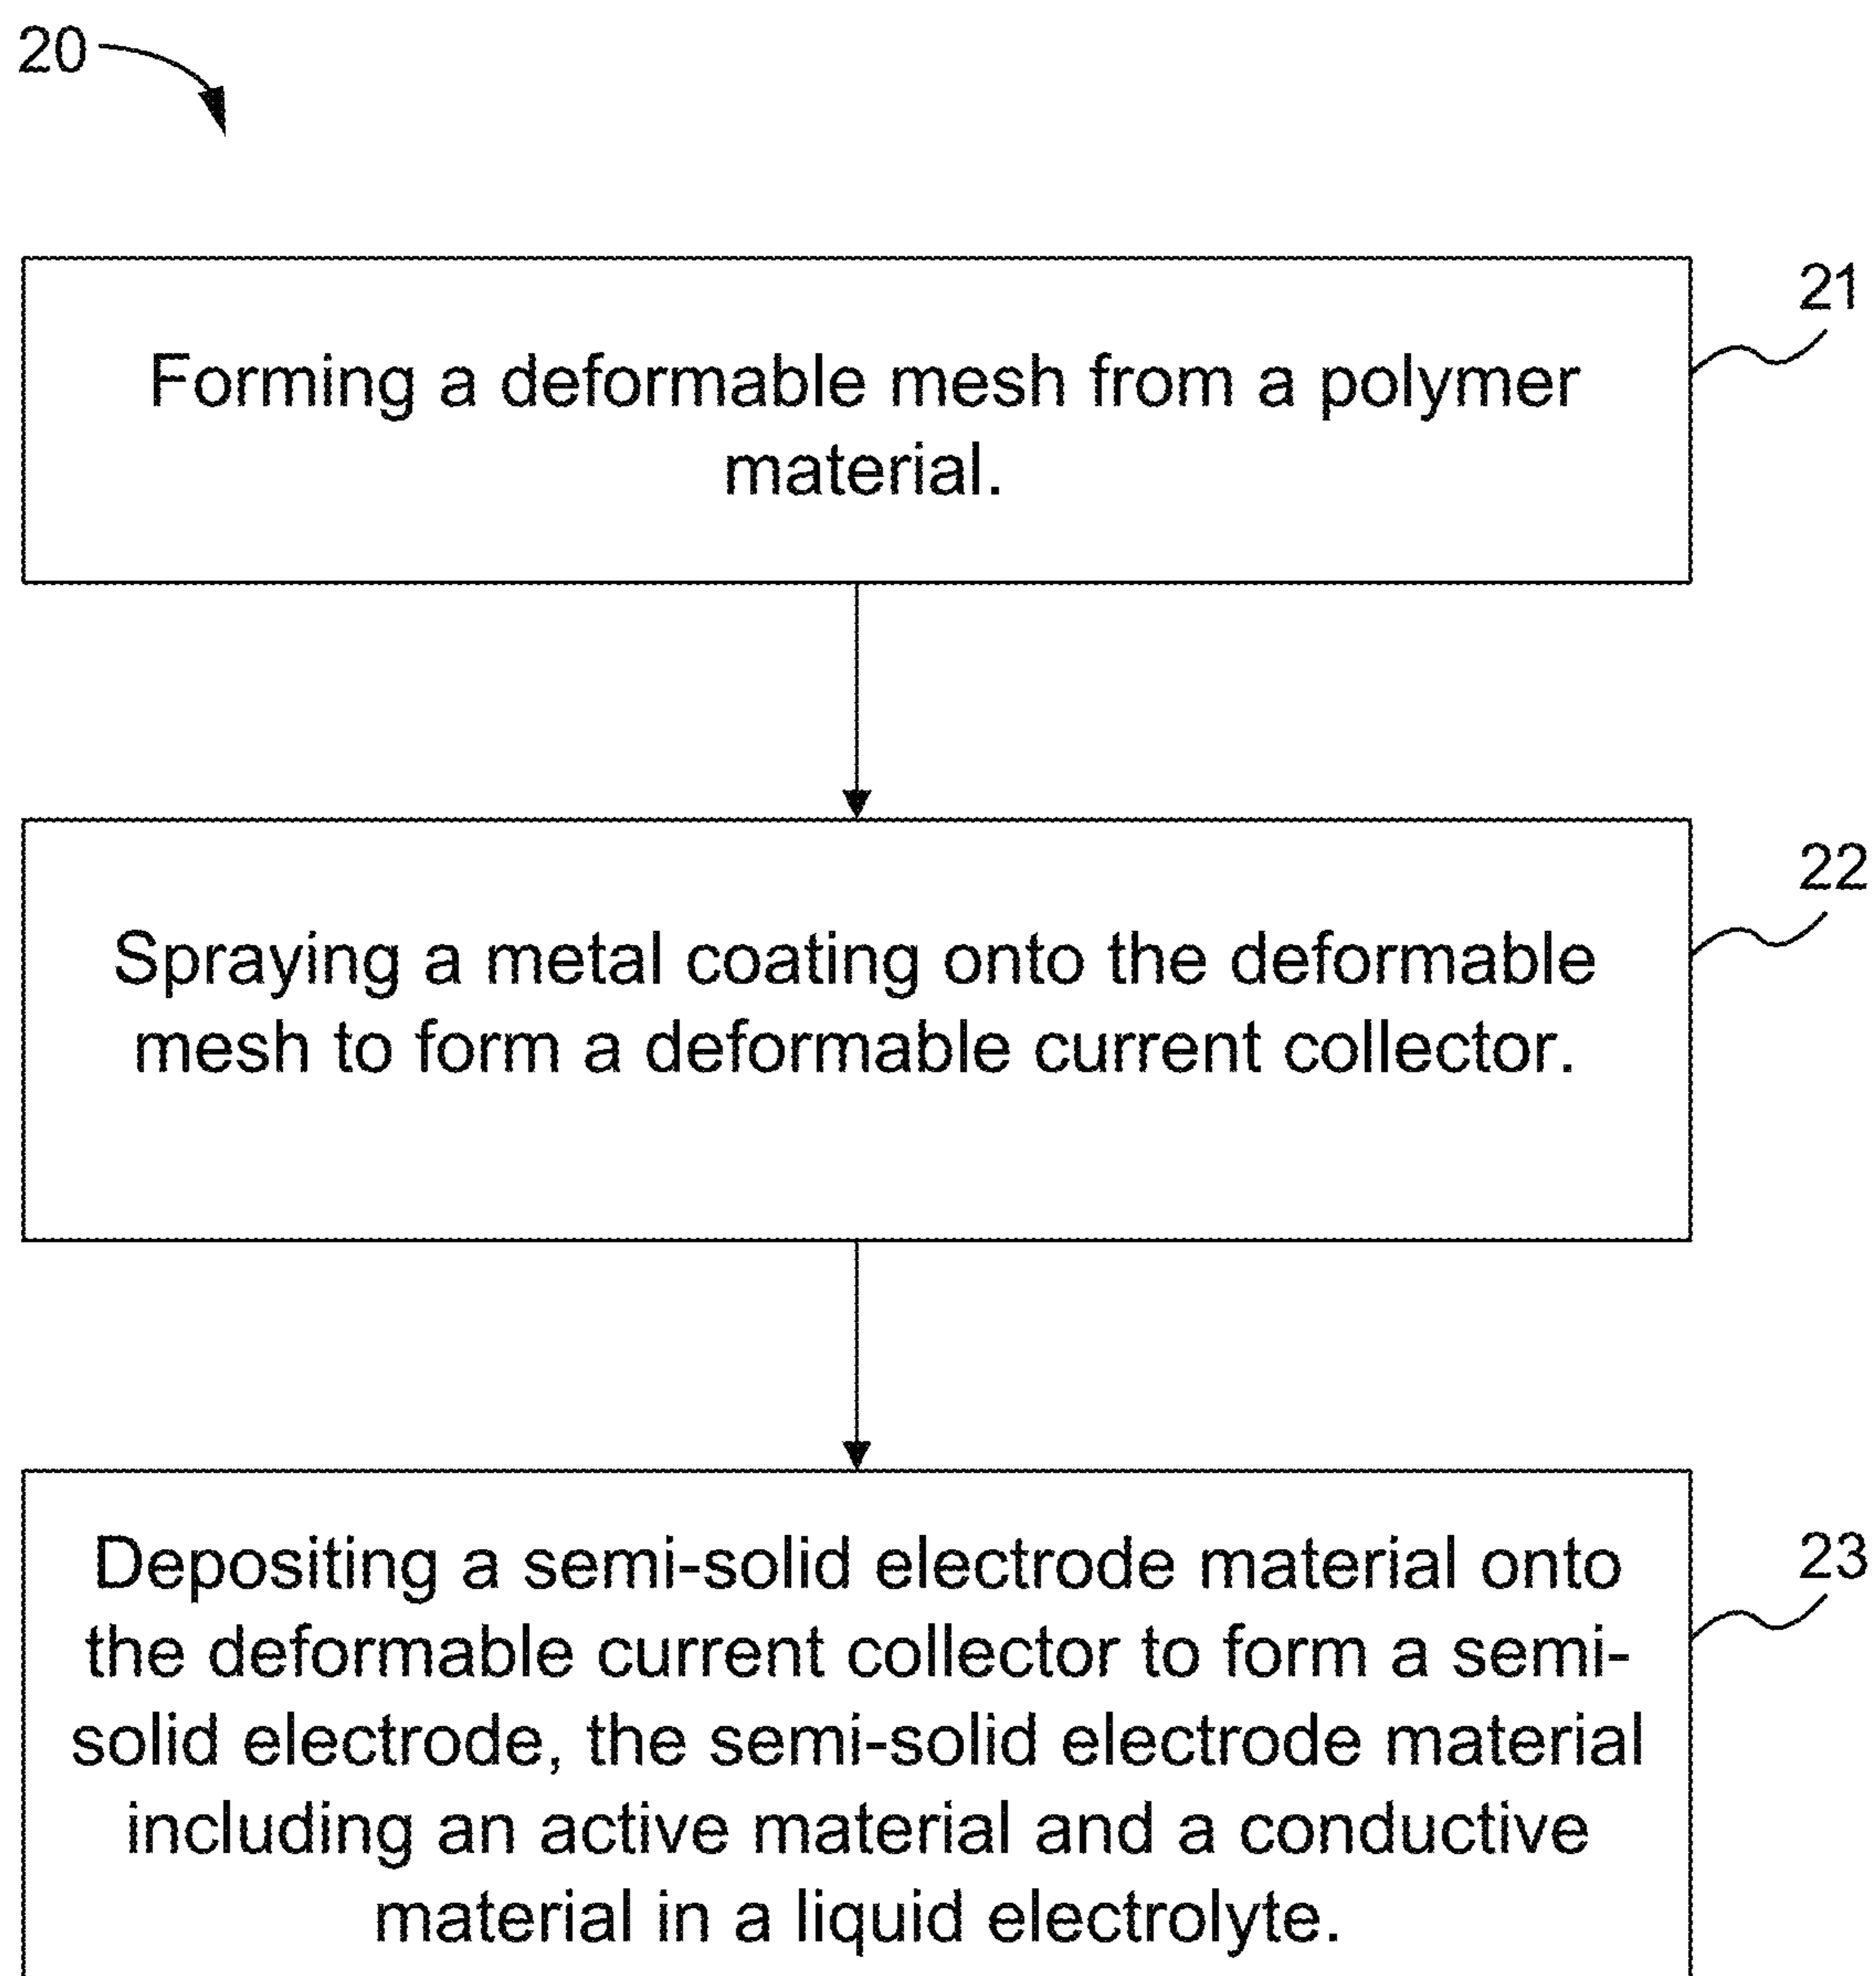 20
21
Forming a deformable mesh from a polymer
material.
22
Spraying a metal coating onto the deformable
mesh to form a deformable current collector.
23
Depositing a semi-solid electrode material onto
the deformable current collector to form a semi-
solid electrode, the semi-solid electrode material
including an active material and a conductive
material in a liquid electrolyte.